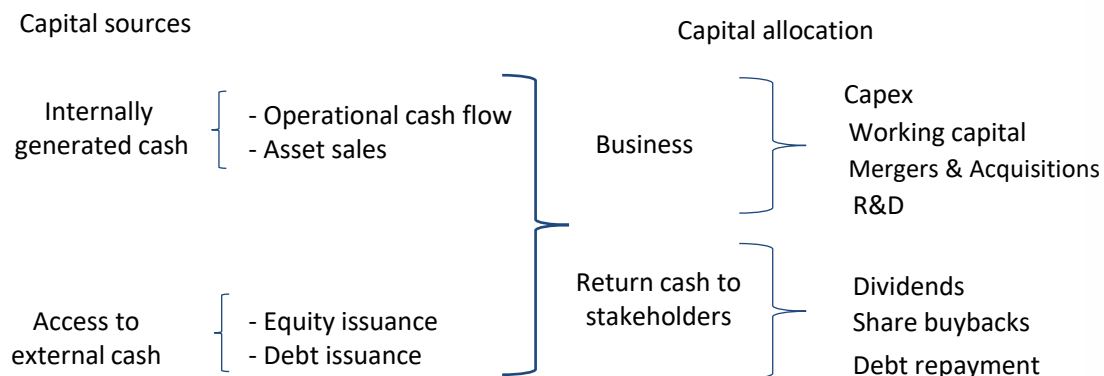 Capital sources
Capital allocation
Internally
generated cash
- Operational cash flow
- Asset sales
Access to
external cash
- Equity issuance
- Debt issuance
Business
Capex
Working capital
Mergers & Acquisitions
R&D
Return cash to
stakeholders
Dividends
Share buybacks
Debt repayment